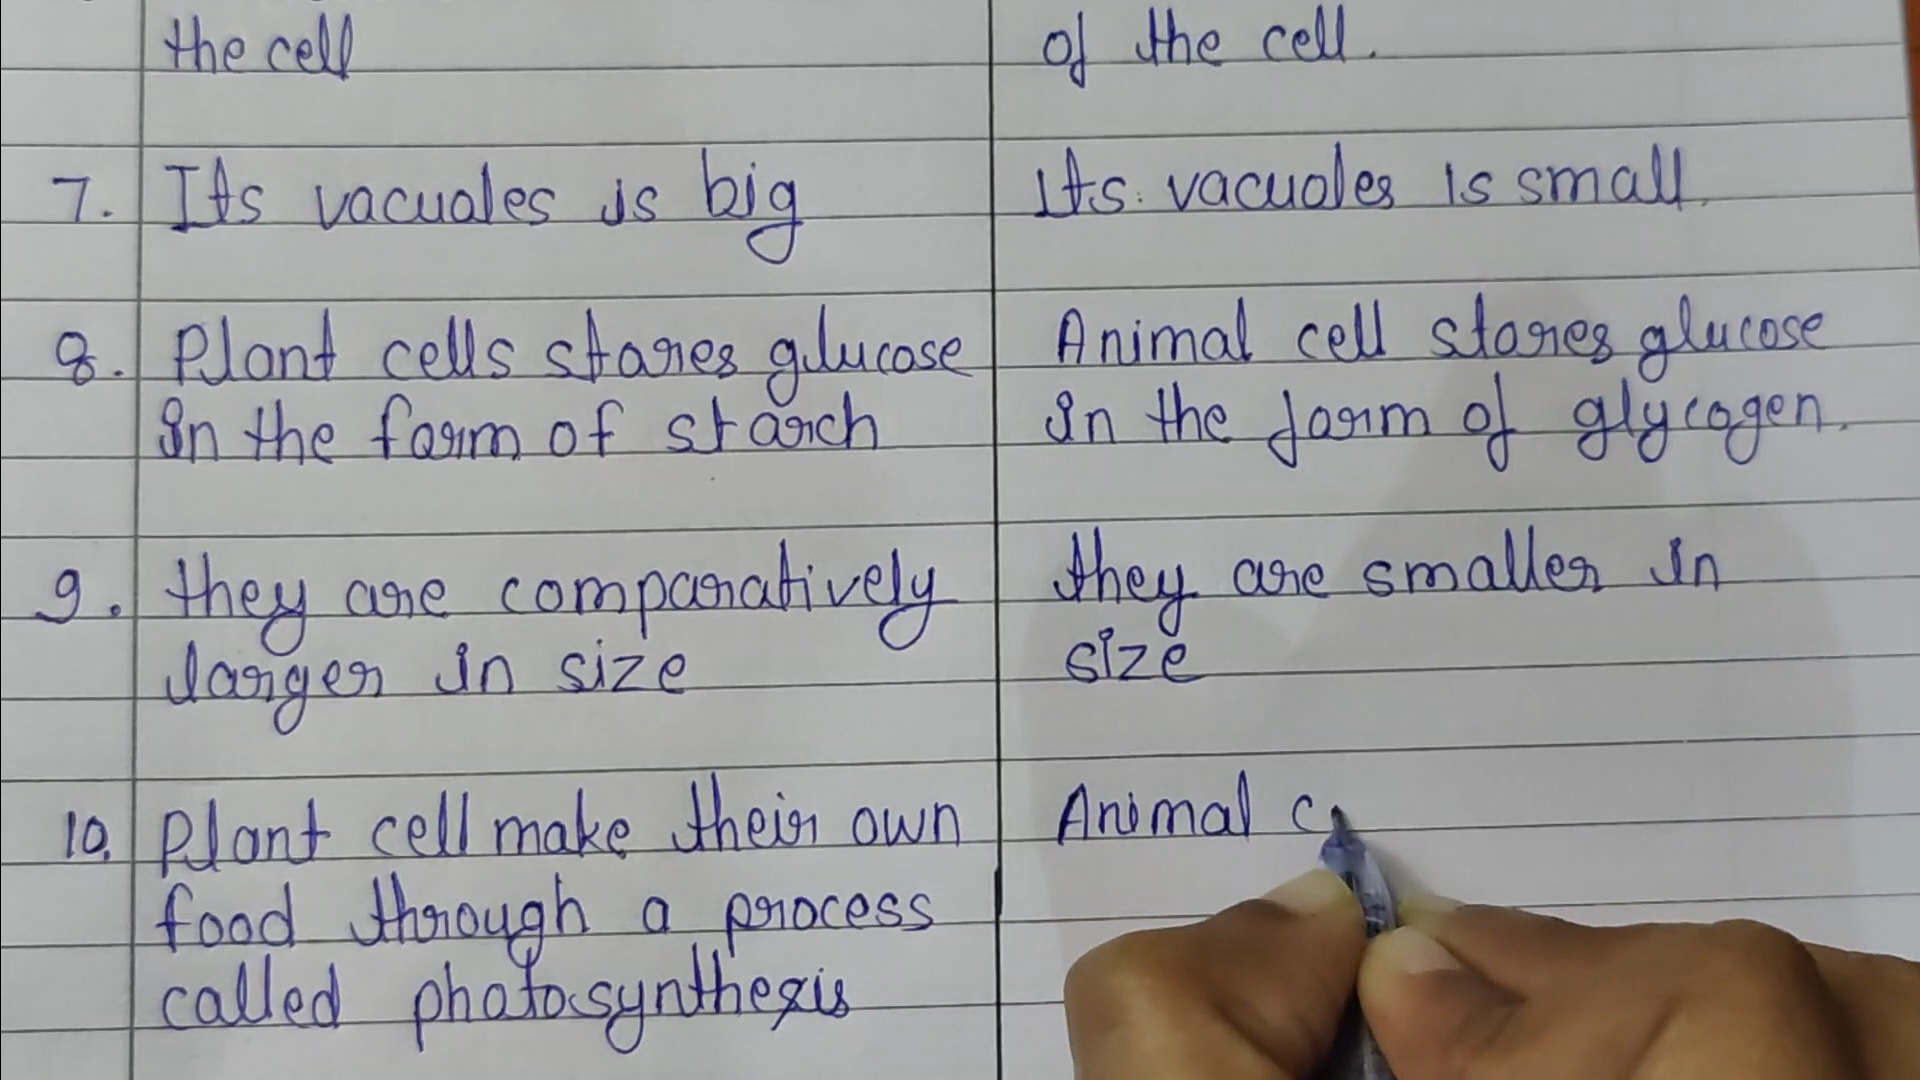 the cell
of the cell.
7. Its vacuoles is big
Its vacuoles is small.
8. Plant cells stores glucose
in the form of starch
Animal cell stores glucose
in the form of glycogen.
9. they are comparatively
larger in size
they are smaller in
size
10. Plant cell make their own
food through a process
called photosynthesis
Animal c